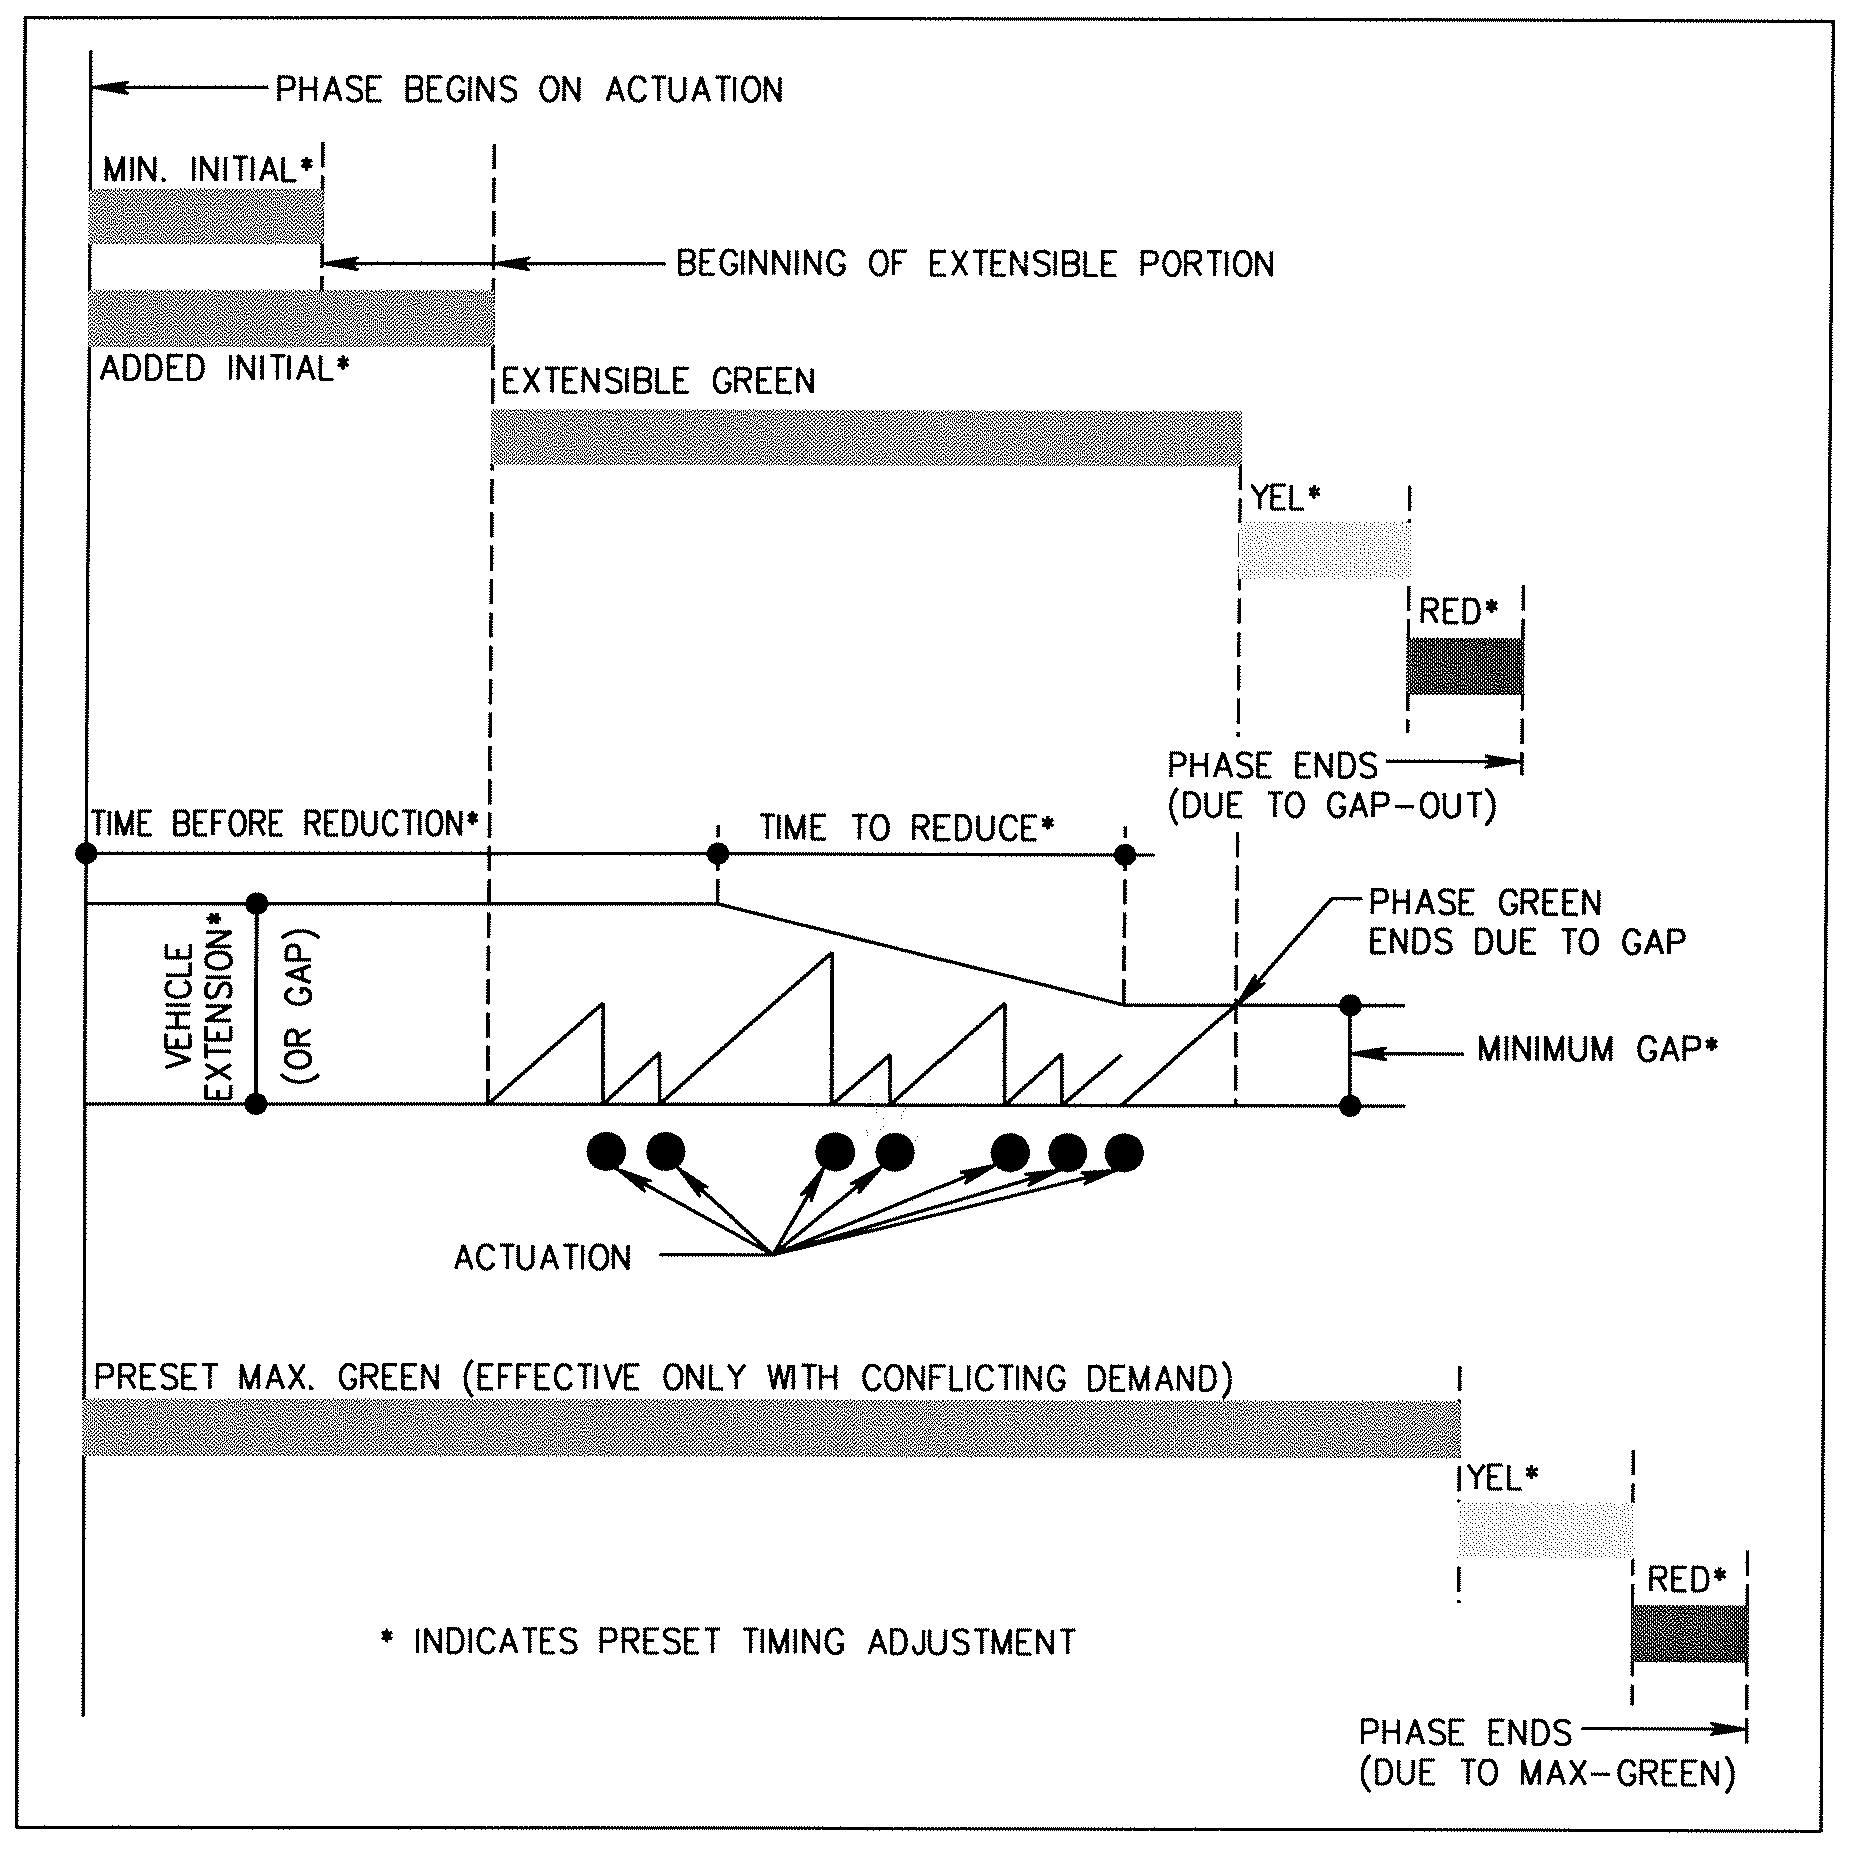 PHASE BEGINS ON ACTUATION
MIN. INITIAL*
BEGINNING OF EXTENSIBLE PORTION
ADDED INITIAL*
EXTENSIBLE GREEN
YEL*
RED*
PHASE ENDS
(DUE TO GAP-OUT)
TIME BEFORE REDUCTION*
TIME TO REDUCE*
VEHICLE
EXTENSION*
(OR GAP)
PHASE GREEN
ENDS DUE TO GAP
MINIMUM GAP*
ACTUATION
PRESET MAX. GREEN (EFFECTIVE ONLY WITH CONFLICTING DEMAND)
YEL*
RED*
* INDICATES PRESET TIMING ADJUSTMENT
PHASE ENDS
(DUE TO MAX-GREEN)